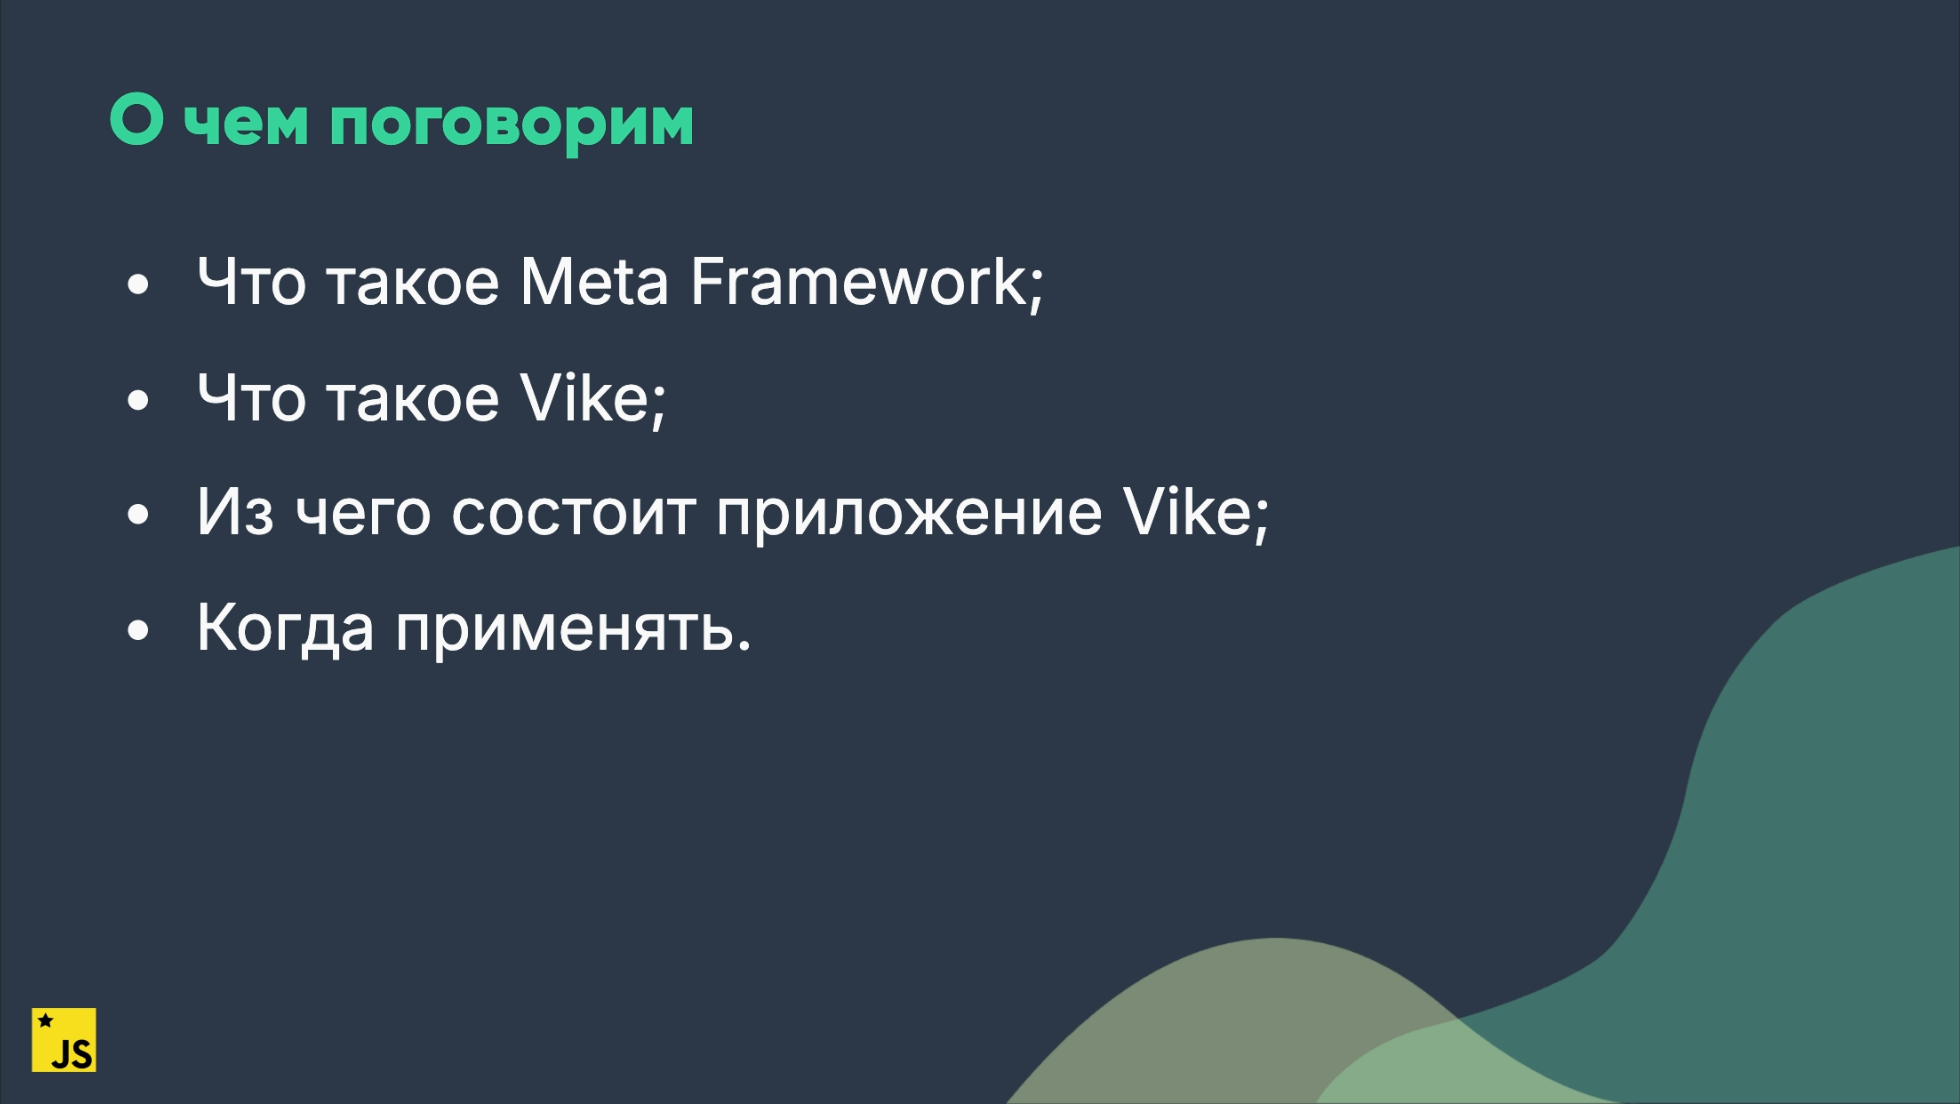 О чем поговорим
• Что такое Meta Framework;
• Что такое Vike;
• Из чего состоит приложение Vike;
• Когда применять.
JS